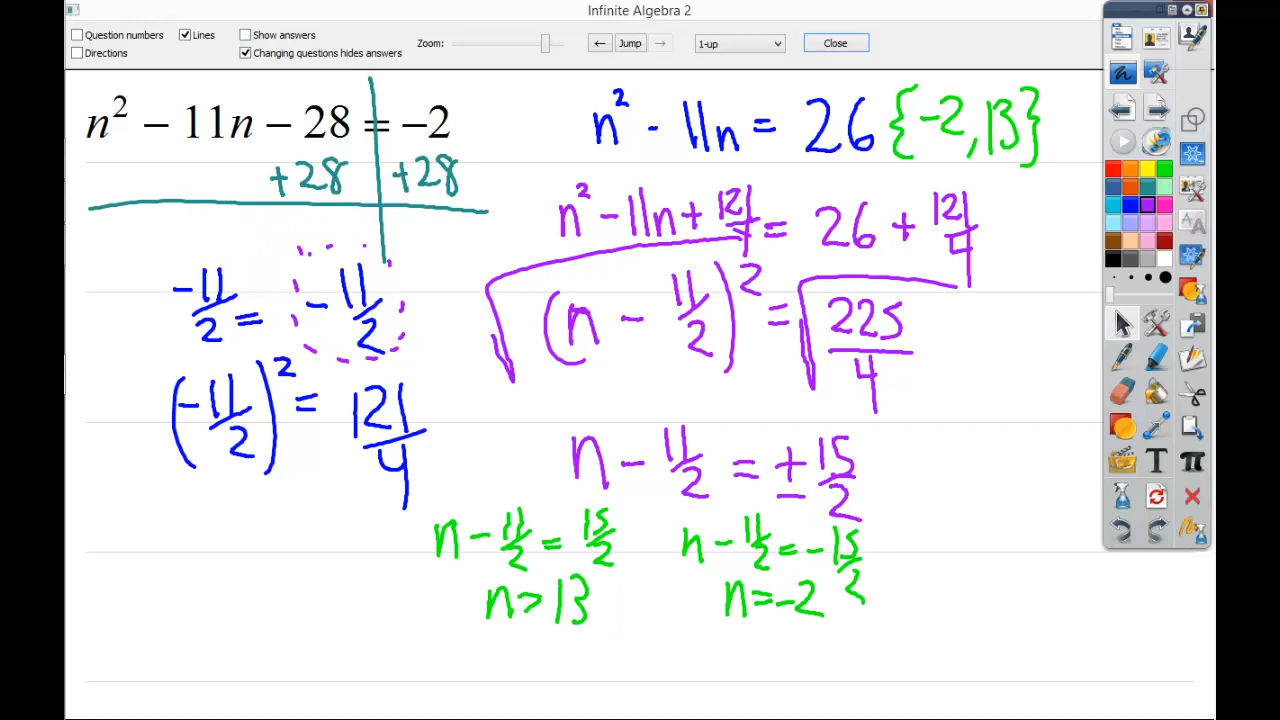 Infinite Algebra 2
Question numbers Lines Show answers
Directions Changing questions hides answers
Zoom: ← Jump → 1-up Close
n² − 11n − 28 = −2
+28 +28
n² - 11n = 26 {-2, 13}
n² - 11n + 121/4 = 26 + 121/4
-11/2 = -11/2
√(n - 11/2)² = √225/4
(-11/2)² = 121/4
n - 11/2 = ± 15/2
n - 11/2 = 15/2 n - 11/2 = -15/2
n > 13 n = -2